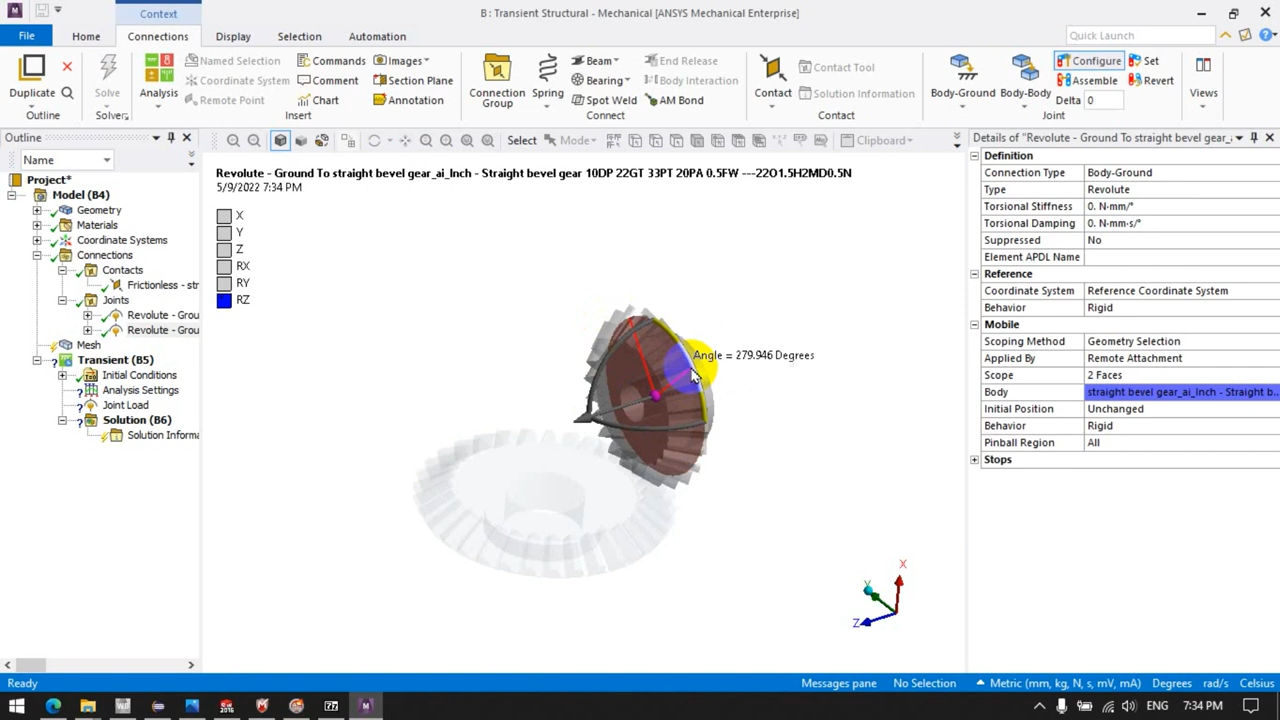 Context
B : Transient Structural - Mechanical [ANSYS Mechanical Enterprise]
File
Home
Connections
Display
Selection
Automation
Quick Launch
Duplicate
Outline
Solve
Solver
Analysis
Named Selection
Coordinate System
Remote Point
Commands
Comment
Chart
Images
Section Plane
Annotation
Insert
Connection Group
Spring
Beam
Bearing
Spot Weld
End Release
Body Interaction
AM Bond
Connect
Contact
Contact Tool
Solution Information
Contact
Body-Ground
Body-Body
Configure
Set
Assemble
Revert
Delta 0
Joint
Views
Outline
Name
Select
Mode
Clipboard
Project*
Model (B4)
Geometry
Materials
Coordinate Systems
Connections
Contacts
Frictionless - str
Joints
Revolute - Grou
Revolute - Grou
Mesh
Transient (B5)
Initial Conditions
Analysis Settings
Joint Load
Solution (B6)
Solution Informa
Revolute - Ground To straight bevel gear_ai_Inch - Straight bevel gear 10DP 22GT 33PT 20PA 0.5FW ---22O1.5H2MD0.5N
5/9/2022 7:34 PM
X
Y
Z
RX
RY
RZ
Angle = 279.946 Degrees
X
Y
Z
Details of "Revolute - Ground To straight bevel gear_
Definition
Connection Type Body-Ground
Type Revolute
Torsional Stiffness 0. N·mm/°
Torsional Damping 0. N·mm·s/°
Suppressed No
Element APDL Name
Reference
Coordinate System Reference Coordinate System
Behavior Rigid
Mobile
Scoping Method Geometry Selection
Applied By Remote Attachment
Scope 2 Faces
Body straight bevel gear_ai_Inch - Straight b...
Initial Position Unchanged
Behavior Rigid
Pinball Region All
Stops
Ready
Messages pane
No Selection
Metric (mm, kg, N, s, mV, mA)
Degrees
rad/s
Celsius
ENG
7:34 PM